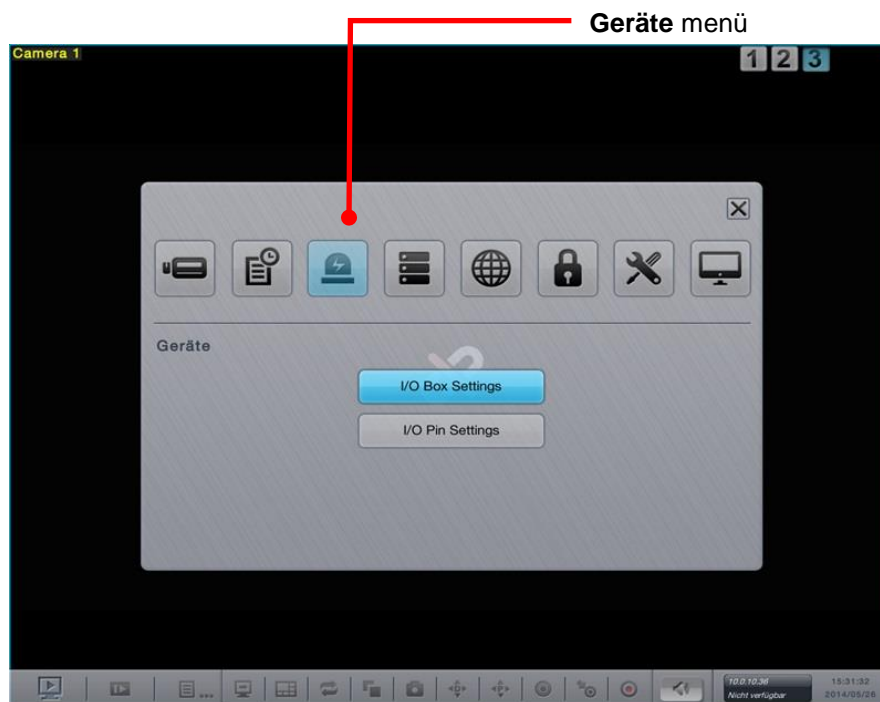 Geräte menü
Camera 1
1 2 3
Geräte
I/O Box Settings
I/O Pin Settings
10.0.10.36
Nicht verfügbar
15:31:32
2014/05/26